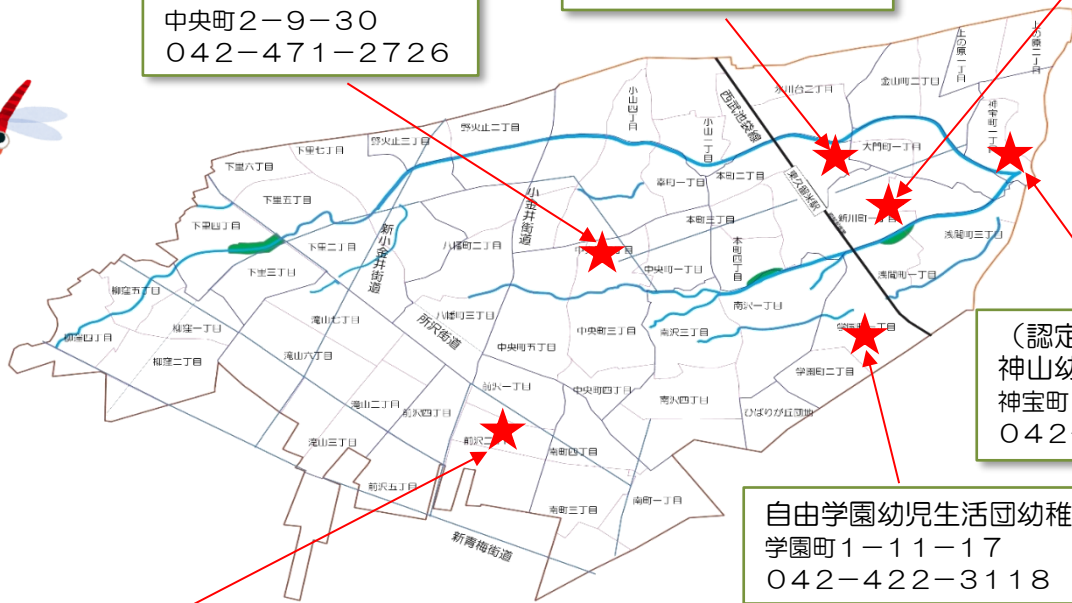 中央町２−９−３０
０４２−４７１−２７２６
上の原一丁目
上の原二丁目
金山町二丁目
氷川台二丁目
神宝町一丁目
小山四丁目
小山一丁目
西武池袋線
大門町一丁目
野火止二丁目
野火止三丁目
下里七丁目
下里六丁目
下里五丁目
下里四丁目
下里二丁目
下里三丁目
幸町一丁目
本町二丁目
東久留米駅
新川町一丁目
浅間町三丁目
浅間町一丁目
小金井街道
新小金井街道
八幡町二丁目
本町三丁目
本町四丁目
中央町一丁目
八幡町三丁目
所沢街道
柳窪五丁目
柳窪四丁目
柳窪一丁目
柳窪二丁目
滝山七丁目
滝山六丁目
滝山二丁目
滝山三丁目
中央町三丁目
中央町五丁目
中央町四丁目
南沢三丁目
南沢一丁目
南沢四丁目
学園町一丁目
学園町二丁目
ひばりが丘団地
前沢一丁目
前沢四丁目
前沢二
前沢五丁目
南町四丁目
南町三丁目
南町一丁目
新青梅街道
（認定
神山幼
神宝町
０４２−
自由学園幼児生活団幼稚
学園町１−１１−１７
０４２−４２２−３１１８